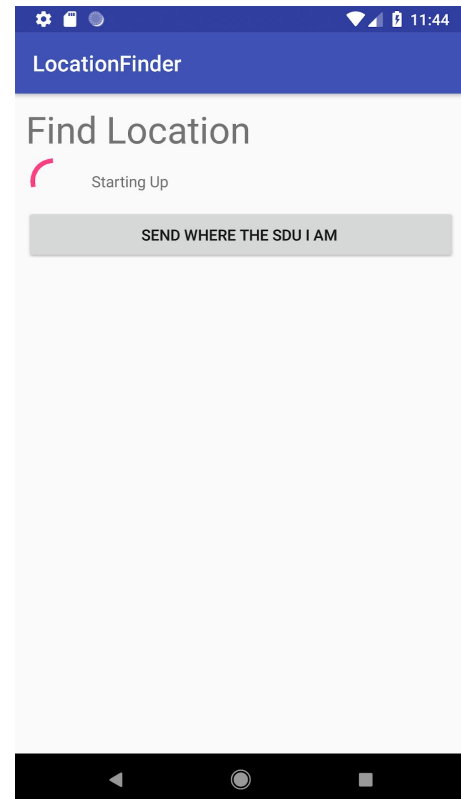 11:44
LocationFinder
Find Location
Starting Up
SEND WHERE THE SDU I AM